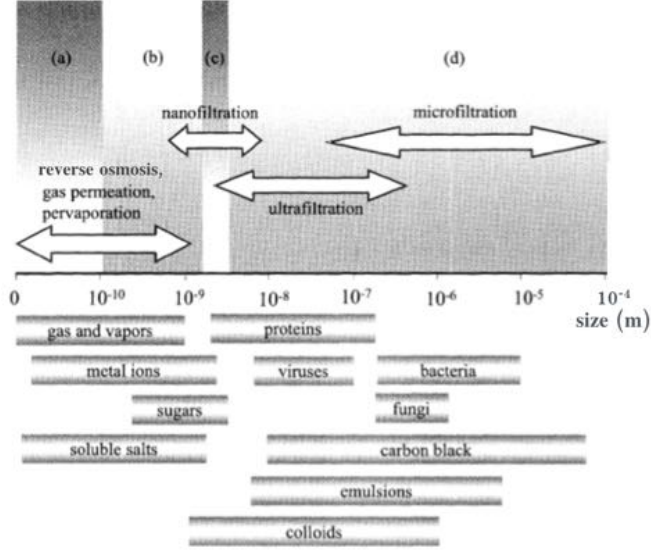 (a) (b) (c) (d)
nanofiltration microfiltration
reverse osmosis,
gas permeation,
pervaporation
ultrafiltration
0 10⁻¹⁰ 10⁻⁹ 10⁻⁸ 10⁻⁷ 10⁻⁶ 10⁻⁵ 10⁻⁴
size (m)
gas and vapors proteins
metal ions viruses bacteria
sugars fungi
soluble salts carbon black
emulsions
colloids